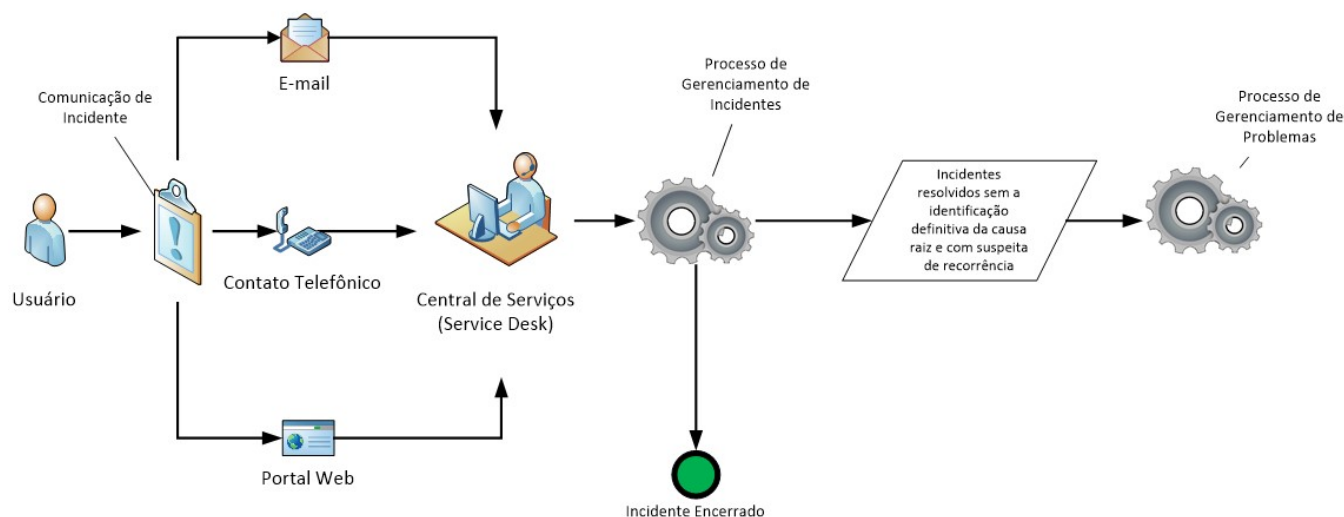 E-mail
Comunicação de
Incidente
Usuário
Contato Telefônico
Central de Serviços
(Service Desk)
Portal Web
Processo de
Gerenciamento de
Incidentes
Incidente Encerrado
Incidentes
resolvidos sem a
identificação
definitiva da causa
raiz e com suspeita
de recorrência
Processo de
Gerenciamento de
Problemas